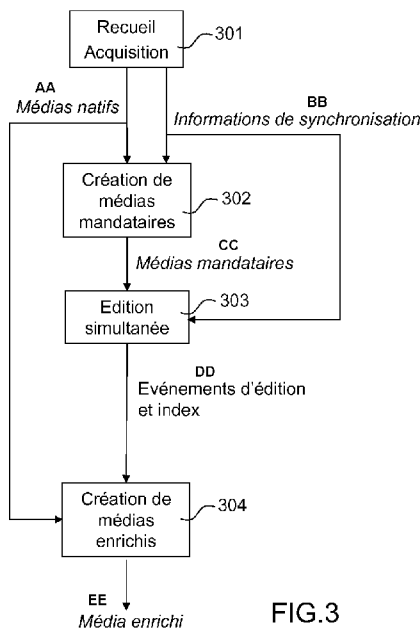 Recueil
Acquisition
301
AA
Médias natifs
BB
Informations de synchronisation
Création de
médias
mandataires
302
CC
Médias mandataires
Edition
simultanée
303
DD
Evénements d'édition
et index
Création de
médias
enrichis
304
EE
Média enrichi
FIG.3